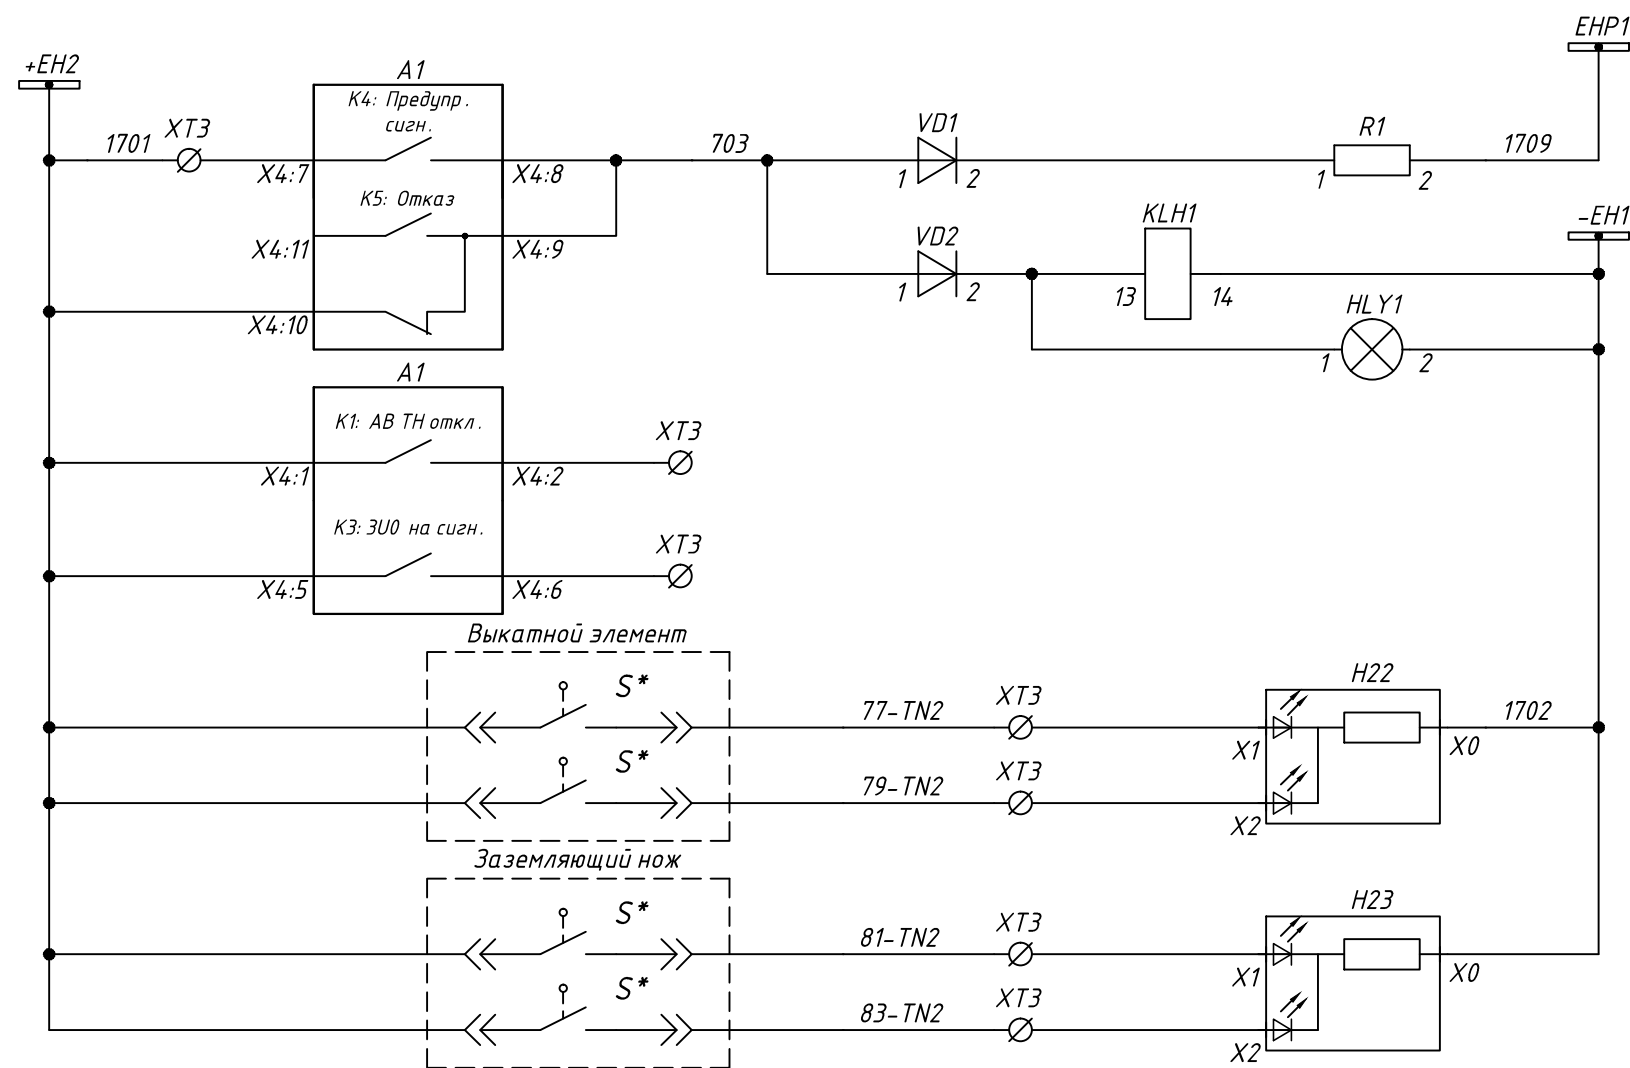 EHP1
+EH2
A1
K4: Предупр.
сигн.
1701
XT3
703
VD1
R1
1709
X4:7
X4:8
1
2
1
2
K5: Отказ
KLH1
-EH1
X4:11
X4:9
VD2
1
2
13
14
X4:10
HLY1
1
2
A1
K1: АВ ТН откл.
XT3
X4:1
X4:2
K3: 3U0 на сигн.
XT3
X4:5
X4:6
Выкатной элемент
S*
77-TN2
XT3
H22
1702
X1
X0
S*
79-TN2
XT3
X2
Заземляющий нож
S*
81-TN2
XT3
H23
X1
X0
S*
83-TN2
XT3
X2